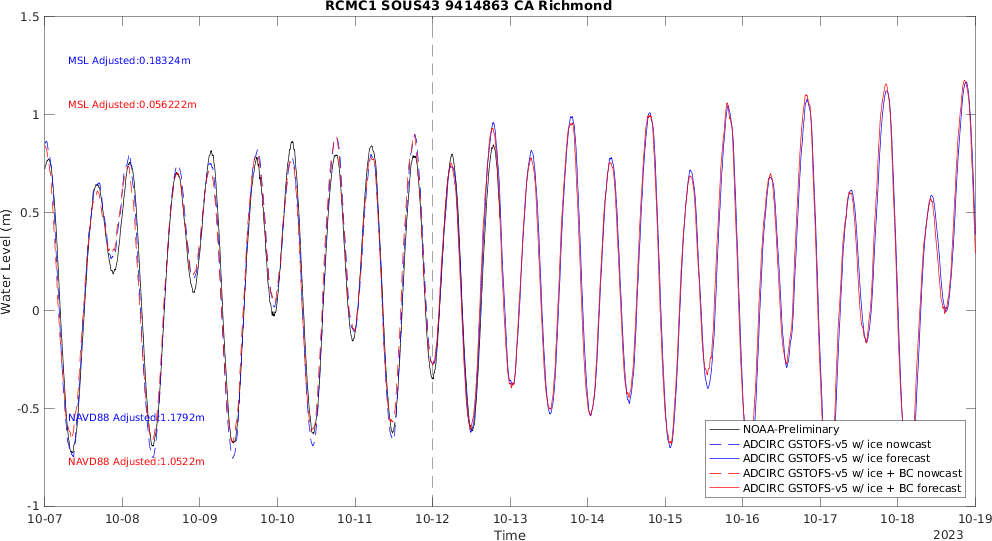 RCMC1 SOUS43 9414863 CA Richmond
1.5
1
0.5
0
-0.5
-1
Water Level (m)
MSL Adjusted:0.18324m
MSL Adjusted:0.056222m
NAVD88 Adjusted:1.1792m
NAVD88 Adjusted:1.0522m
NOAA-Preliminary
ADCIRC GSTOFS-v5 w/ ice nowcast
ADCIRC GSTOFS-v5 w/ ice forecast
ADCIRC GSTOFS-v5 w/ ice + BC nowcast
ADCIRC GSTOFS-v5 w/ ice + BC forecast
10-07 10-08 10-09 10-10 10-11 10-12 10-13 10-14 10-15 10-16 10-17 10-18 10-19
Time
2023